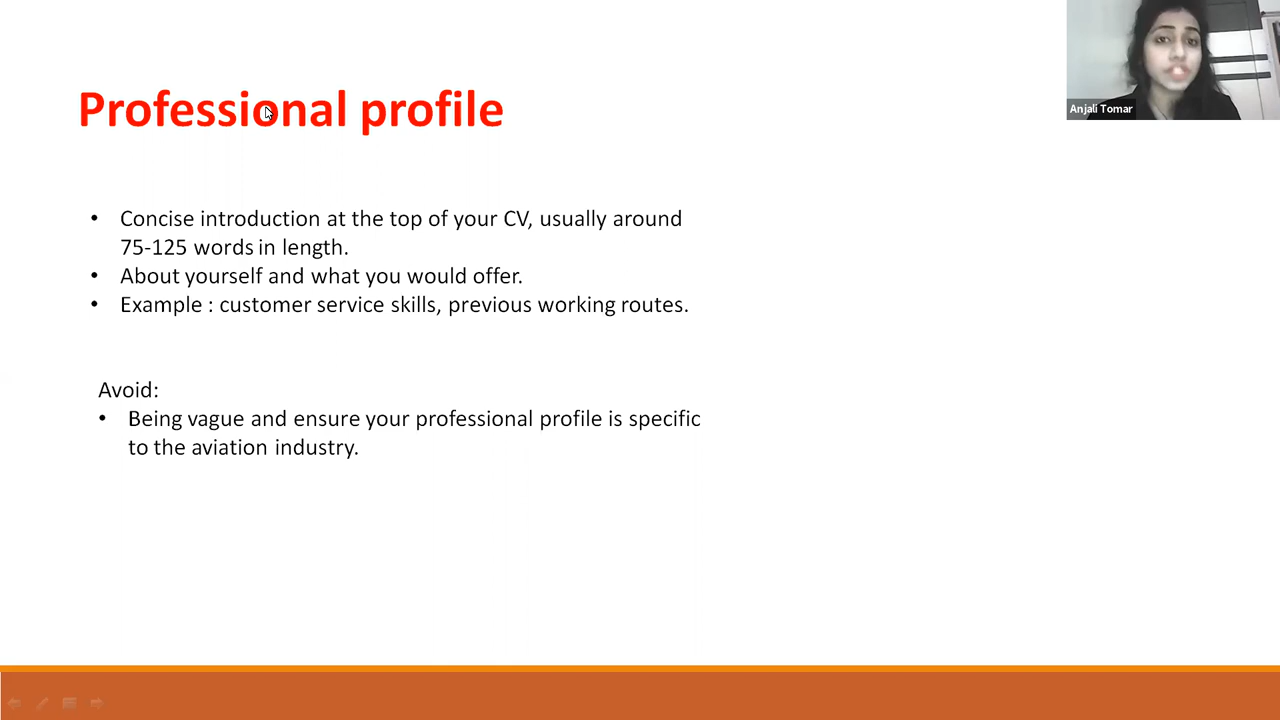 Professional profile
Anjali Tomar
• Concise introduction at the top of your CV, usually around
75-125 words in length.
• About yourself and what you would offer.
• Example : customer service skills, previous working routes.
Avoid:
• Being vague and ensure your professional profile is specific
to the aviation industry.